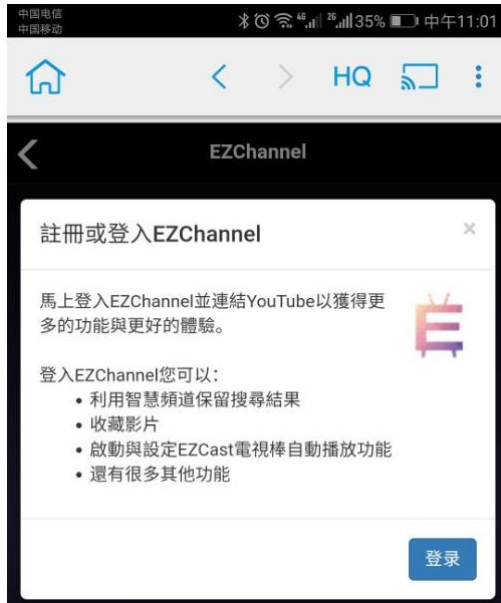 中国电信
中国移动
4G 2G 35% 中午11:01
HQ
EZChannel
註冊或登入EZChannel
×
馬上登入EZChannel並連結YouTube以獲得更
多的功能與更好的體驗。
登入EZChannel您可以：
• 利用智慧頻道保留搜尋結果
• 收藏影片
• 啟動與設定EZCast電視棒自動播放功能
• 還有很多其他功能
登录